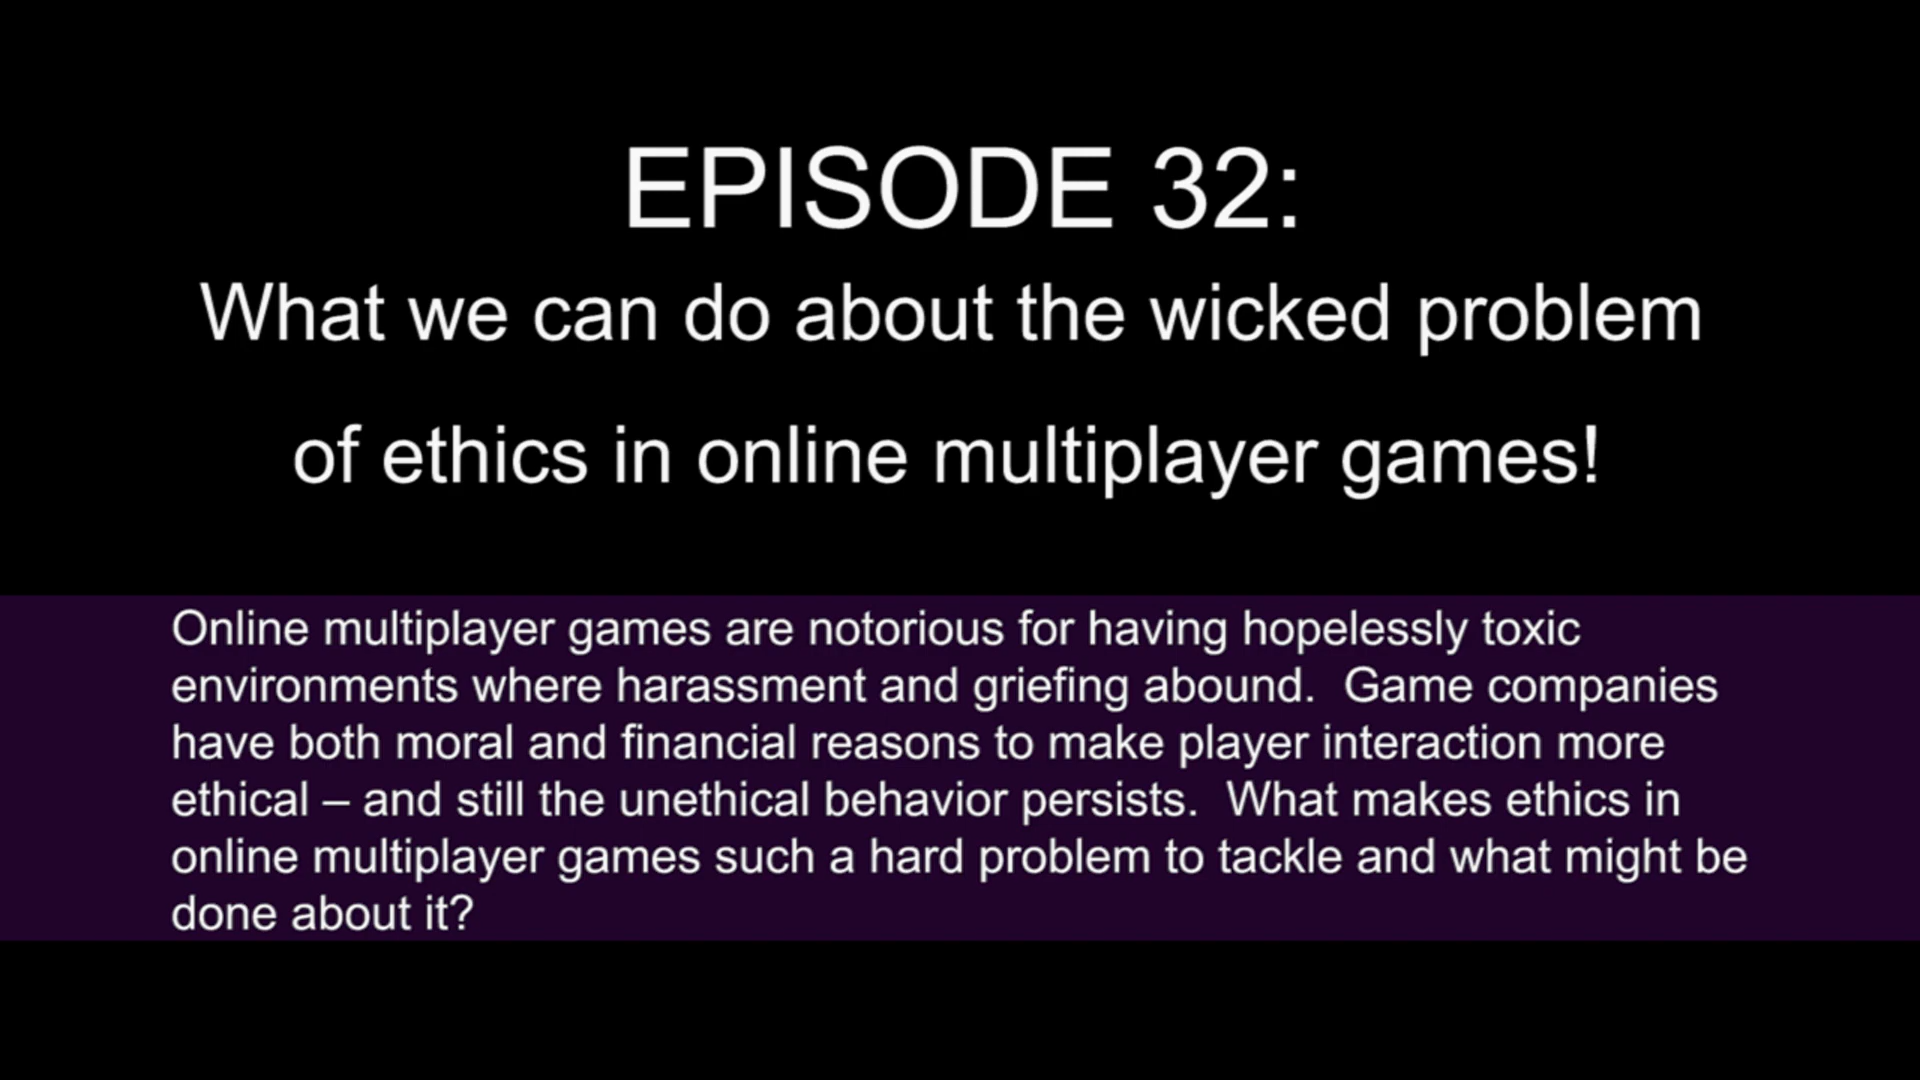 EPISODE 32:
What we can do about the wicked problem
of ethics in online multiplayer games!
Online multiplayer games are notorious for having hopelessly toxic
environments where harassment and griefing abound.  Game companies
have both moral and financial reasons to make player interaction more
ethical – and still the unethical behavior persists.  What makes ethics in
online multiplayer games such a hard problem to tackle and what might be
done about it?